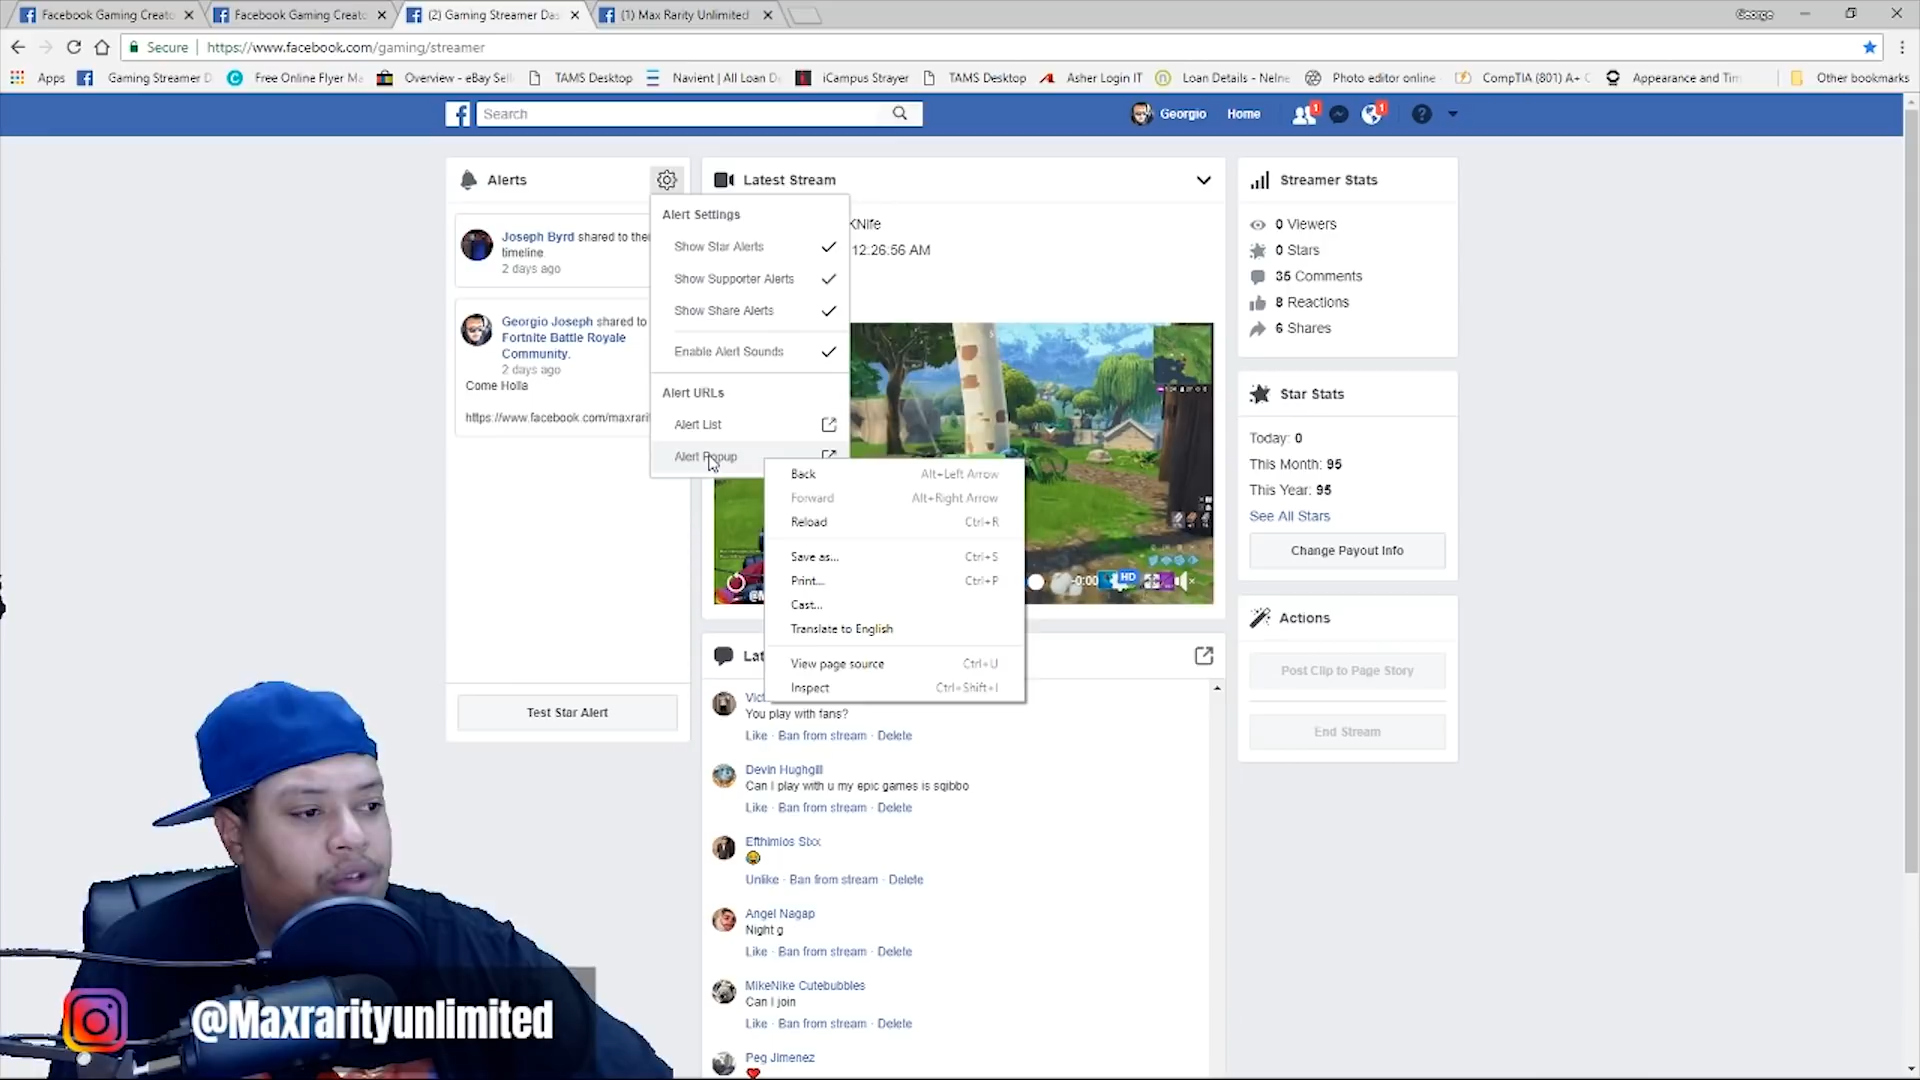 Facebook Gaming Creato
Facebook Gaming Creato
(2) Gaming Streamer Das
(1) Max Rarity Unlimited
George
Secure
https://www.facebook.com/gaming/streamer
Apps
Gaming Streamer D
Free Online Flyer Ma
Overview - eBay Sell
TAMS Desktop
Navient | All Loan D
iCampus Strayer
TAMS Desktop
Asher Login IT
Loan Details - Nelne
Photo editor online
CompTIA (801) A+ C
Appearance and Tim
Other bookmarks
Search
Georgio
Home
1
1
Alerts
Joseph Byrd shared to the
timeline
2 days ago
Georgio Joseph shared to
Fortnite Battle Royale
Community.
2 days ago
Come Holla
https://www.facebook.com/maxrari
Test Star Alert
Alert Settings
Show Star Alerts
Show Supporter Alerts
Show Share Alerts
Enable Alert Sounds
Alert URLs
Alert List
Alert Popup
Back Alt+Left Arrow
Forward Alt+Right Arrow
Reload Ctrl+R
Save as... Ctrl+S
Print... Ctrl+P
Cast...
Translate to English
View page source Ctrl+U
Inspect Ctrl+Shift+I
Latest Stream
KNife
12:26:56 AM
-0:00
HD
Lat
Vic
You play with fans?
Like · Ban from stream · Delete
Devin Hughgill
Can I play with u my epic games is sqibbo
Like · Ban from stream · Delete
Efthimios Sixx
Unlike · Ban from stream · Delete
Angel Nagap
Night g
Like · Ban from stream · Delete
MikeNike Cutebubbles
Can I join
Like · Ban from stream · Delete
Peg Jimenez
Streamer Stats
0 Viewers
0 Stars
35 Comments
8 Reactions
6 Shares
Star Stats
Today: 0
This Month: 95
This Year: 95
See All Stars
Change Payout Info
Actions
Post Clip to Page Story
End Stream
@Maxrarityunlimited